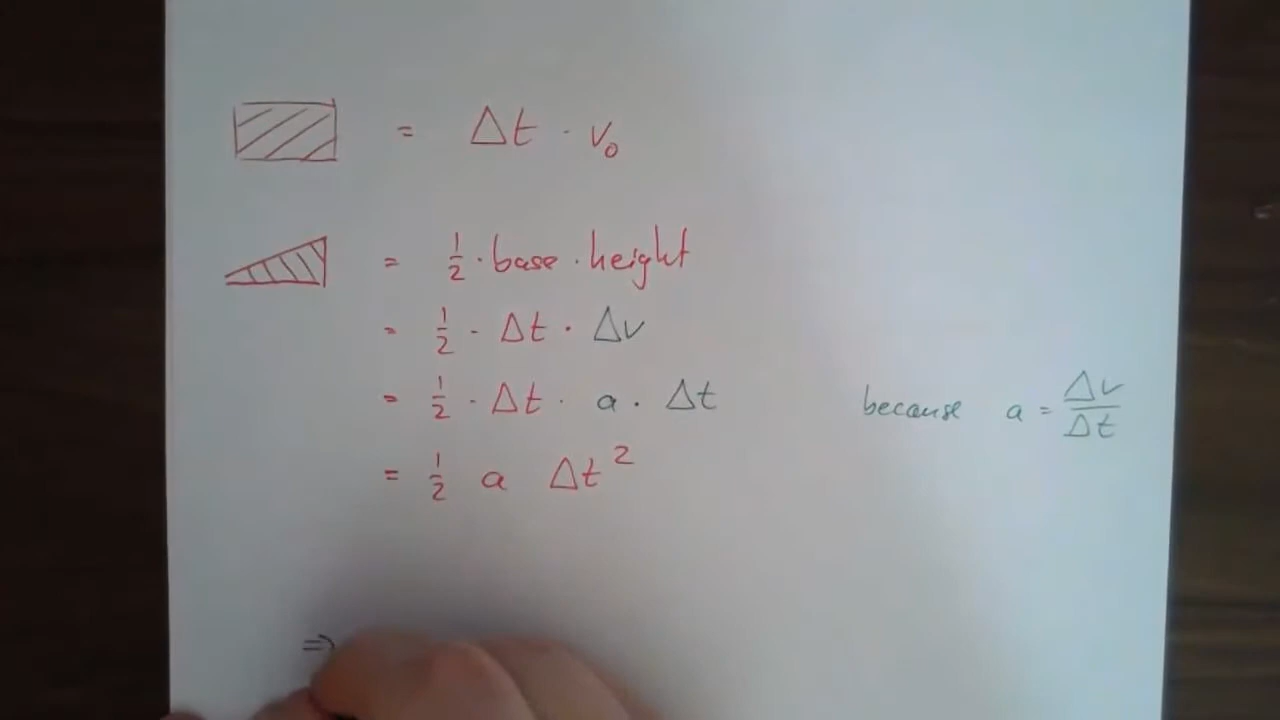 = Δt · v₀
= 1/2 · base · height
= 1/2 · Δt · Δv
= 1/2 · Δt · a · Δt because a = Δv/Δt
= 1/2 a Δt²
⇒